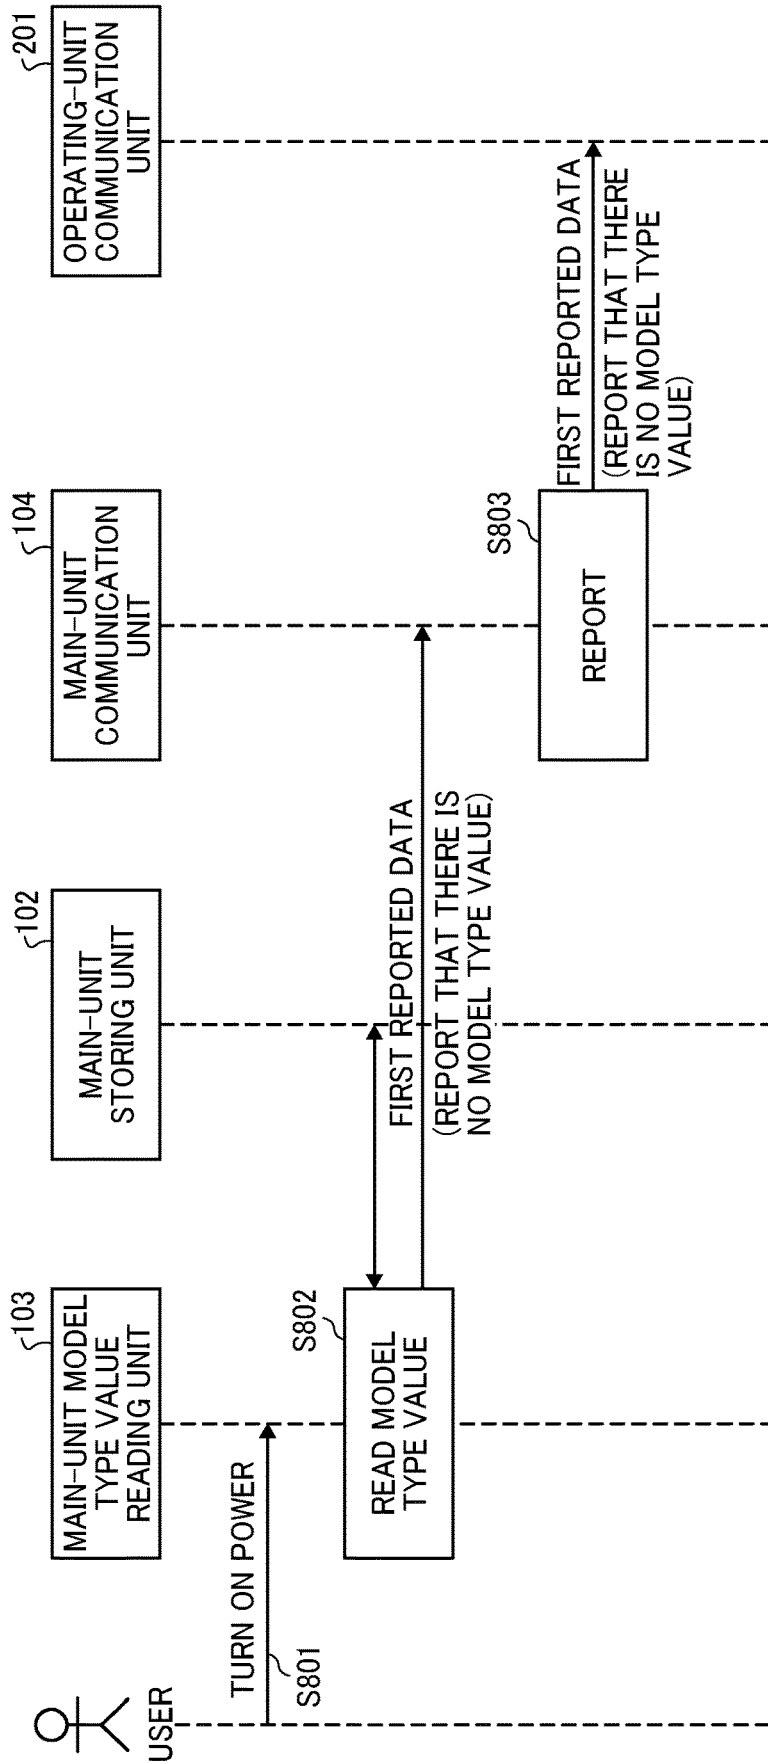 USER
103
MAIN-UNIT MODEL
TYPE VALUE
READING UNIT
102
MAIN-UNIT
STORING UNIT
104
MAIN-UNIT
COMMUNICATION
UNIT
201
OPERATING-UNIT
COMMUNICATION
UNIT
TURN ON POWER
S801
S802
READ MODEL
TYPE VALUE
FIRST REPORTED DATA
(REPORT THAT THERE IS
NO MODEL TYPE VALUE)
S803
REPORT
FIRST REPORTED DATA
(REPORT THAT THERE
IS NO MODEL TYPE
VALUE)